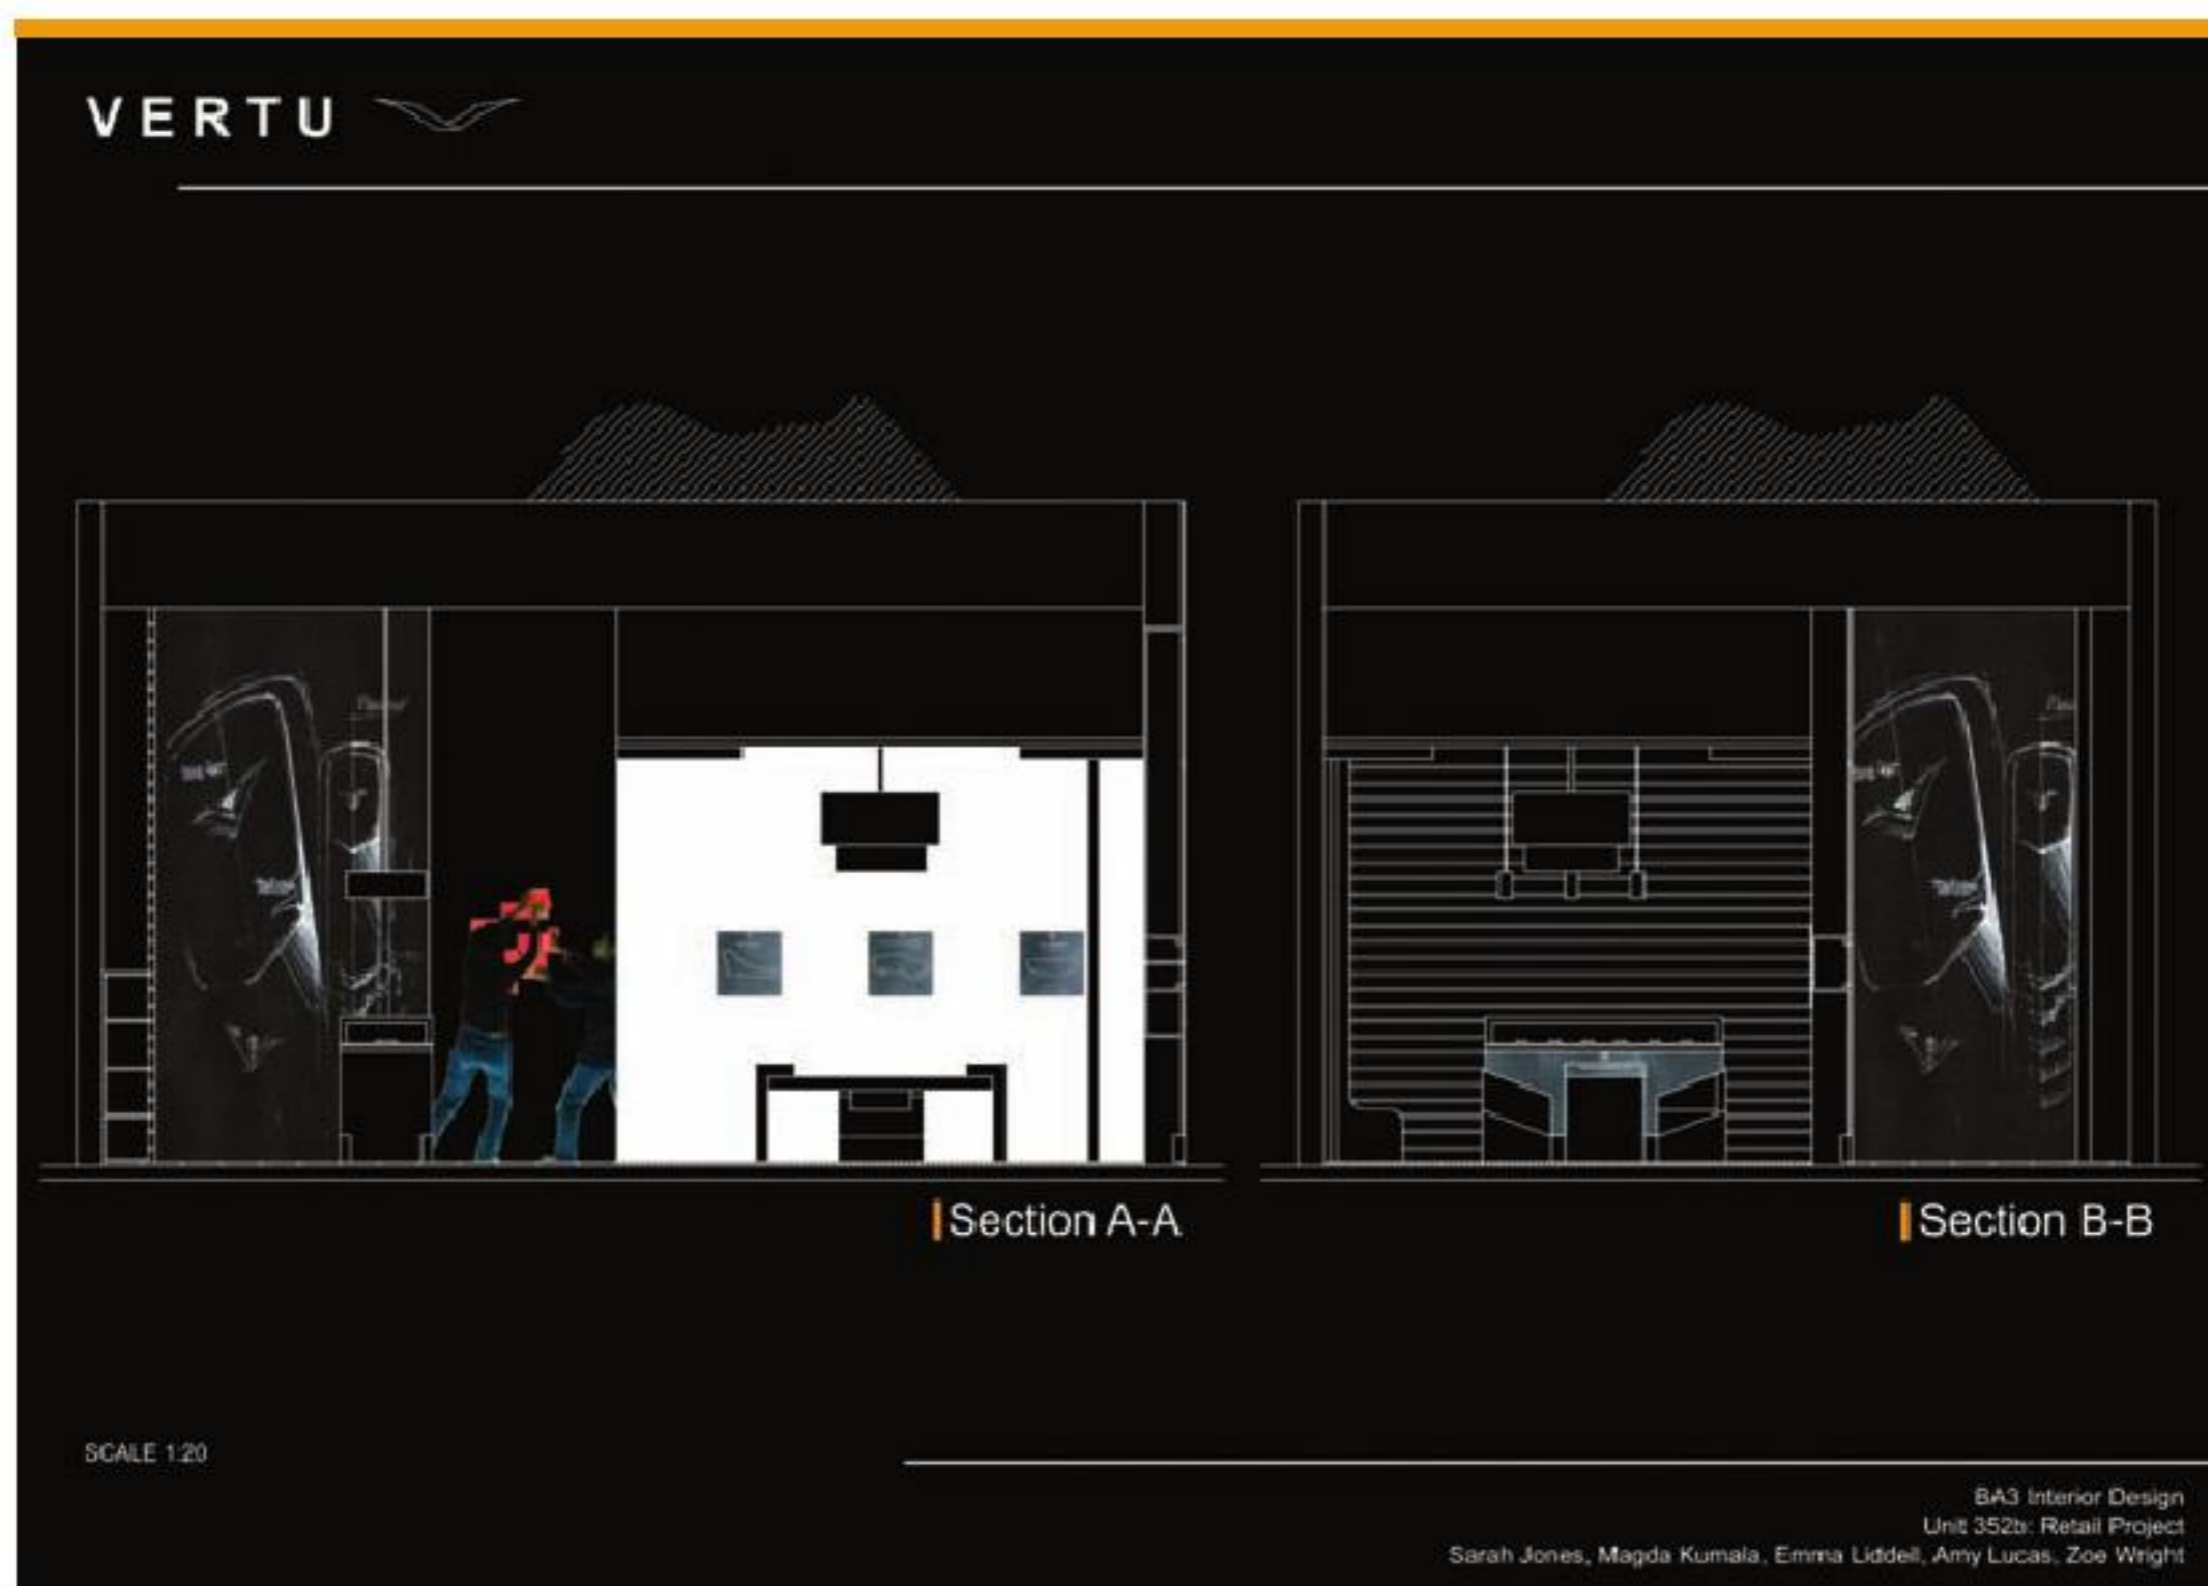 VERTU
Section A-A
Section B-B
SCALE 1:20
BA3 Interior Design
Unit 352b: Retail Project
Sarah Jones, Magda Kumala, Emma Liddell, Amy Lucas, Zoe Wright